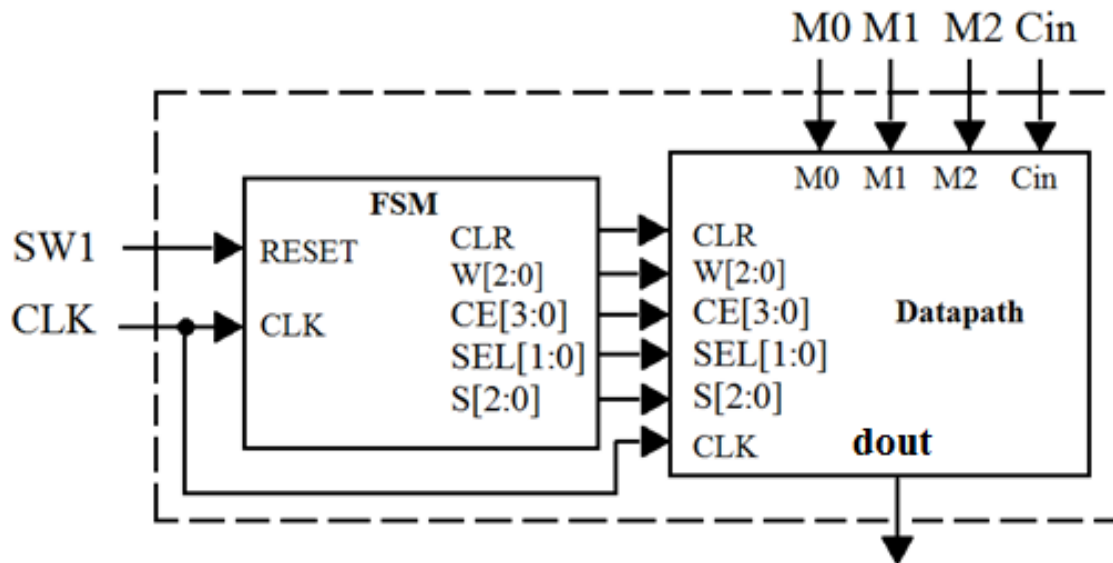 M0 M1 M2 Cin
M0 M1 M2 Cin
FSM
SW1
RESET
CLK
CLK
CLR
W[2:0]
CE[3:0]
SEL[1:0]
S[2:0]
CLR
W[2:0]
CE[3:0]
SEL[1:0]
S[2:0]
CLK
Datapath
dout